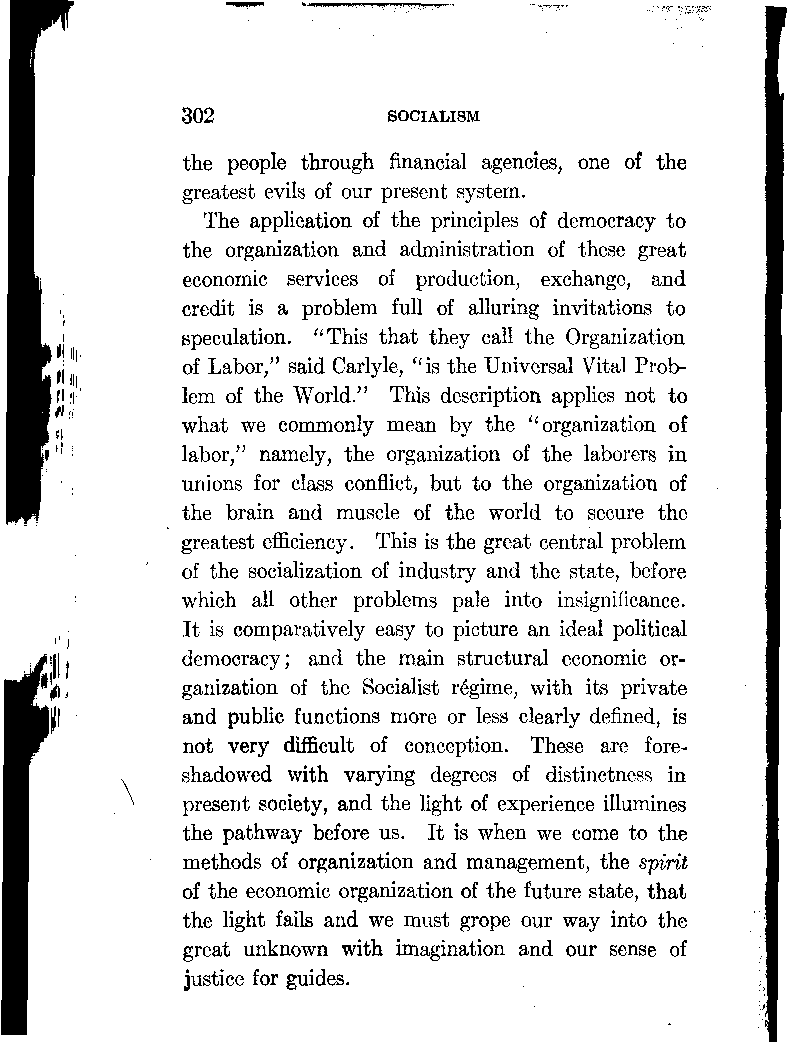 302 SOCIALISM
the people through financial agencies, one of the
greatest evils of our present system.
The application of the principles of democracy to
the organization and administration of these great
economic services of production, exchange, and
credit is a problem full of alluring invitations to
speculation. “This that they call the Organization
of Labor,” said Carlyle, “is the Universal Vital Prob-
lem of the World.” This description applies not to
what we commonly mean by the “organization of
labor,” namely, the organization of the laborers in
unions for class conflict, but to the organization of
the brain and muscle of the world to secure the
greatest efficiency. This is the great central problem
of the socialization of industry and the state, before
which all other problems pale into insignificance.
It is comparatively easy to picture an ideal political
democracy; and the main structural economic or-
ganization of the Socialist régime, with its private
and public functions more or less clearly defined, is
not very difficult of conception. These are fore-
shadowed with varying degrees of distinctness in
present society, and the light of experience illumines
the pathway before us. It is when we come to the
methods of organization and management, the spirit
of the economic organization of the future state, that
the light fails and we must grope our way into the
great unknown with imagination and our sense of
justice for guides.